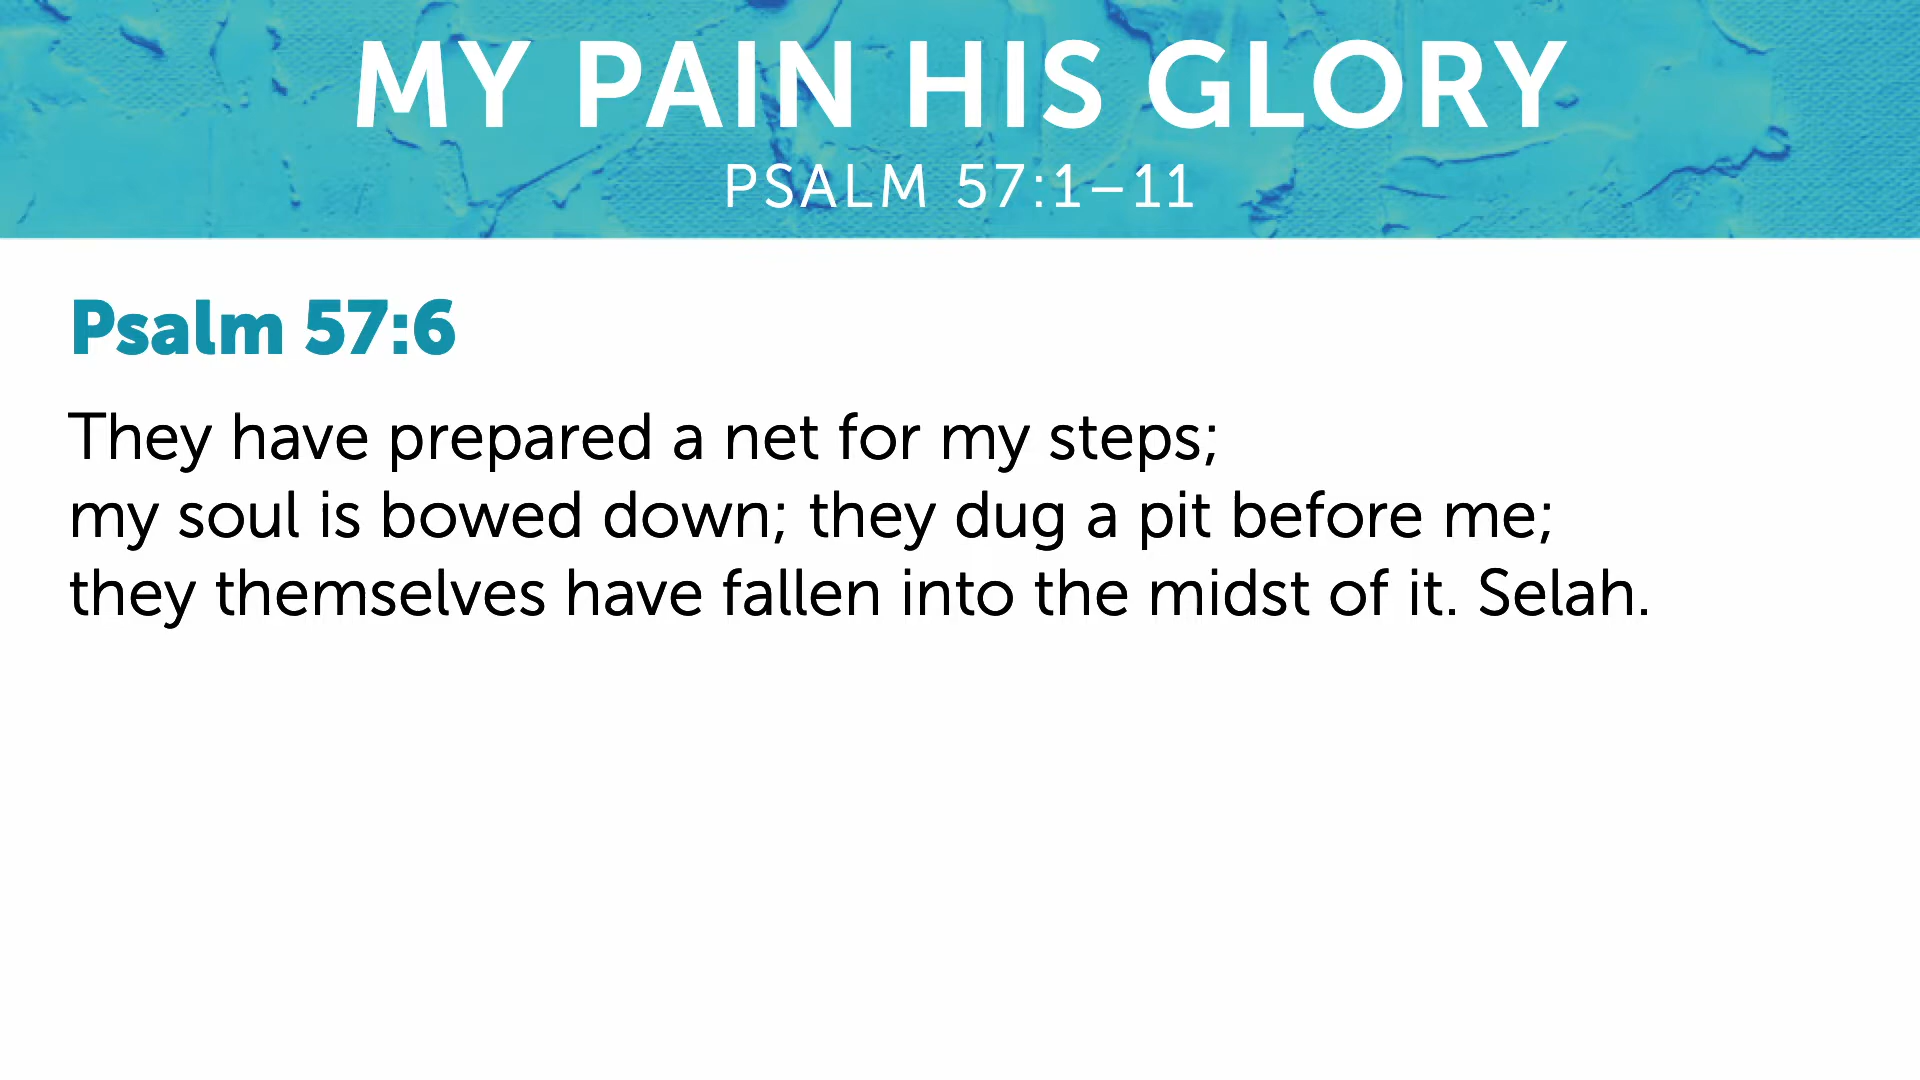 MY PAIN HIS GLORY
PSALM 57:1–11
Psalm 57:6
They have prepared a net for my steps;
my soul is bowed down; they dug a pit before me;
they themselves have fallen into the midst of it. Selah.